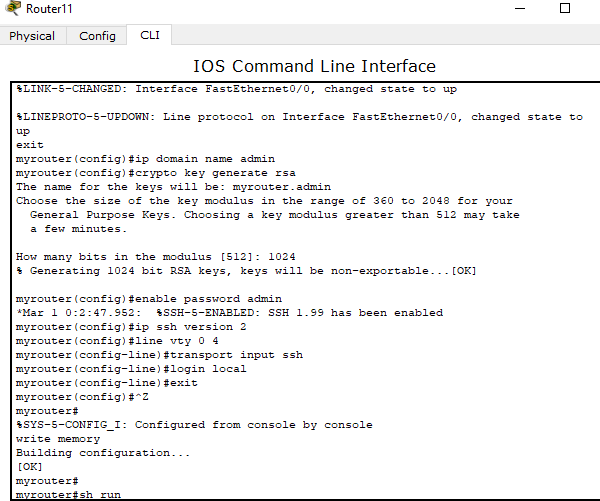 Router11
Physical Config CLI
IOS Command Line Interface
%LINK-5-CHANGED: Interface FastEthernet0/0, changed state to up
%LINEPROTO-5-UPDOWN: Line protocol on Interface FastEthernet0/0, changed state to
up
exit
myrouter(config)#ip domain name admin
myrouter(config)#crypto key generate rsa
The name for the keys will be: myrouter.admin
Choose the size of the key modulus in the range of 360 to 2048 for your
General Purpose Keys. Choosing a key modulus greater than 512 may take
a few minutes.
How many bits in the modulus [512]: 1024
% Generating 1024 bit RSA keys, keys will be non-exportable...[OK]
myrouter(config)#enable password admin
*Mar 1 0:2:47.952: %SSH-5-ENABLED: SSH 1.99 has been enabled
myrouter(config)#ip ssh version 2
myrouter(config)#line vty 0 4
myrouter(config-line)#transport input ssh
myrouter(config-line)#login local
myrouter(config-line)#exit
myrouter(config)#^Z
myrouter#
%SYS-5-CONFIG_I: Configured from console by console
write memory
Building configuration...
[OK]
myrouter#
myrouter#sh run